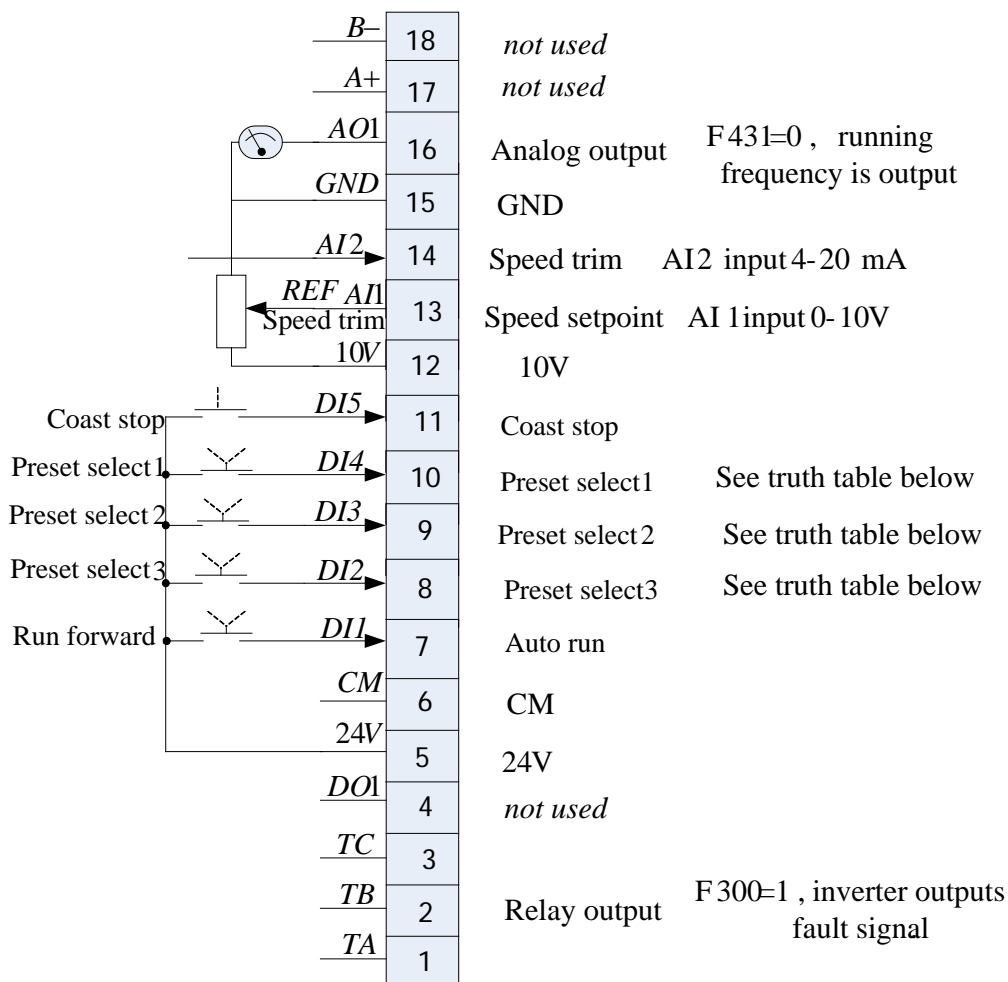 B– 18 not used
A+ 17 not used
AO1 16 Analog output F431=0 , running
frequency is output
GND 15 GND
AI2 14 Speed trim AI2 input 4-20 mA
REF AI1 13 Speed setpoint AI 1input 0-10V
Speed trim
10V 12 10V
Coast stop DI5 11 Coast stop
Preset select1 DI4 10 Preset select1 See truth table below
Preset select 2 DI3 9 Preset select 2 See truth table below
Preset select3 DI2 8 Preset select3 See truth table below
Run forward DI1 7 Auto run
CM 6 CM
24V 5 24V
DO1 4 not used
TC 3
TB 2 Relay output F300=1 , inverter outputs
fault signal
TA 1